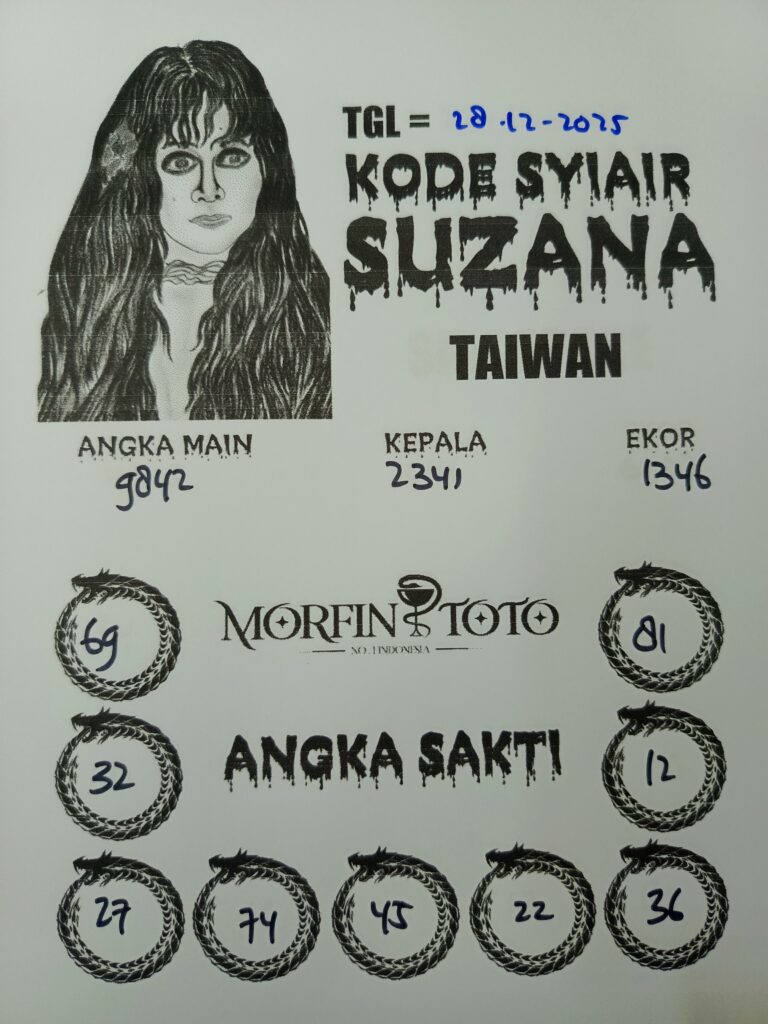 TGL = 28.12-2025
KODE SYIAIR
SUZANA
TAIWAN
ANGKA MAIN KEPALA EKOR
9842 2341 1346
69 MORFIN TOTO 81
NO.1 INDONESIA
32 ANGKA SAKTI 12
27 74 45 22 36